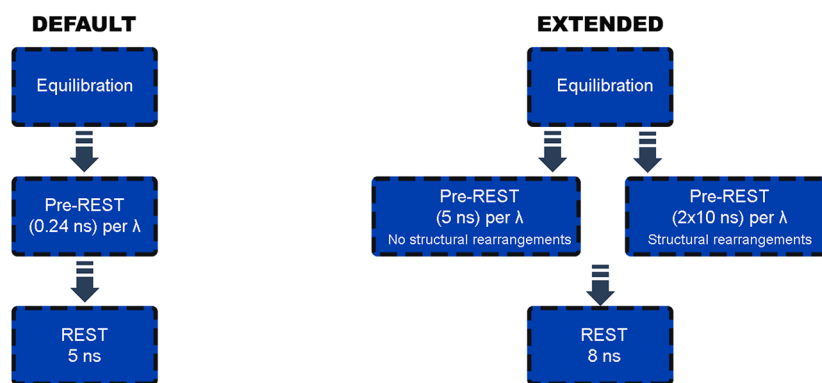 DEFAULT
Equilibration
Pre-REST
(0.24 ns) per λ
REST
5 ns
EXTENDED
Equilibration
Pre-REST
(5 ns) per λ
No structural rearrangements
Pre-REST
(2x10 ns) per λ
Structural rearrangements
REST
8 ns